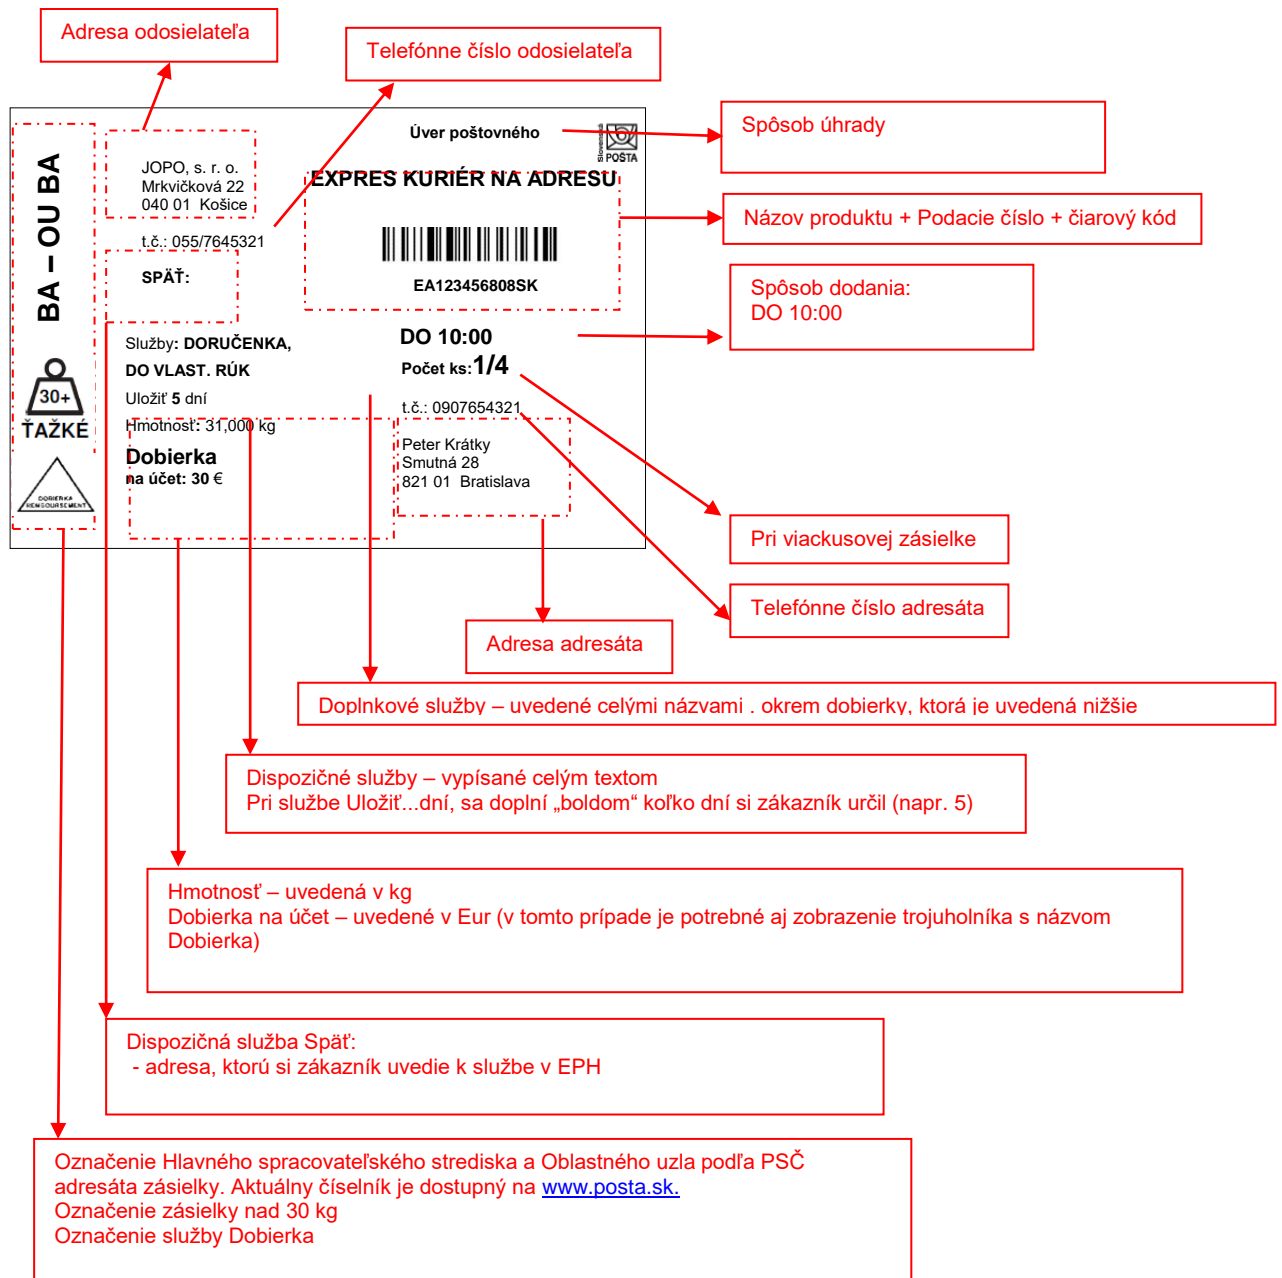 Adresa odosielateľa
Telefónne číslo odosielateľa
Úver poštovného
Slovenská
POŠTA
Spôsob úhrady
BA – OU BA
JOPO, s. r. o.
Mrkvičková 22
040 01 Košice
t.č.: 055/7645321
SPÄŤ:
EXPRES KURIÉR NA ADRESU
EA123456808SK
Názov produktu + Podacie číslo + čiarový kód
Spôsob dodania:
DO 10:00
Služby: DORUČENKA,
DO VLAST. RÚK
Uložiť 5 dní
Hmotnosť: 31,000 kg
Dobierka
na účet: 30 €
DO 10:00
Počet ks:1/4
t.č.: 0907654321
Peter Krátky
Smutná 28
821 01 Bratislava
30+
ŤAŽKÉ
DOBIERKA
REMBOURSEMENT
Pri viackusovej zásielke
Telefónne číslo adresáta
Adresa adresáta
Doplnkové služby – uvedené celými názvami . okrem dobierky, ktorá je uvedená nižšie
Dispozičné služby – vypísané celým textom
Pri službe Uložiť...dní, sa doplní „boldom“ koľko dní si zákazník určil (napr. 5)
Hmotnosť – uvedená v kg
Dobierka na účet – uvedené v Eur (v tomto prípade je potrebné aj zobrazenie trojuholníka s názvom
Dobierka)
Dispozičná služba Späť:
- adresa, ktorú si zákazník uvedie k službe v EPH
Označenie Hlavného spracovateľského strediska a Oblastného uzla podľa PSČ
adresáta zásielky. Aktuálny číselník je dostupný na www.posta.sk.
Označenie zásielky nad 30 kg
Označenie služby Dobierka